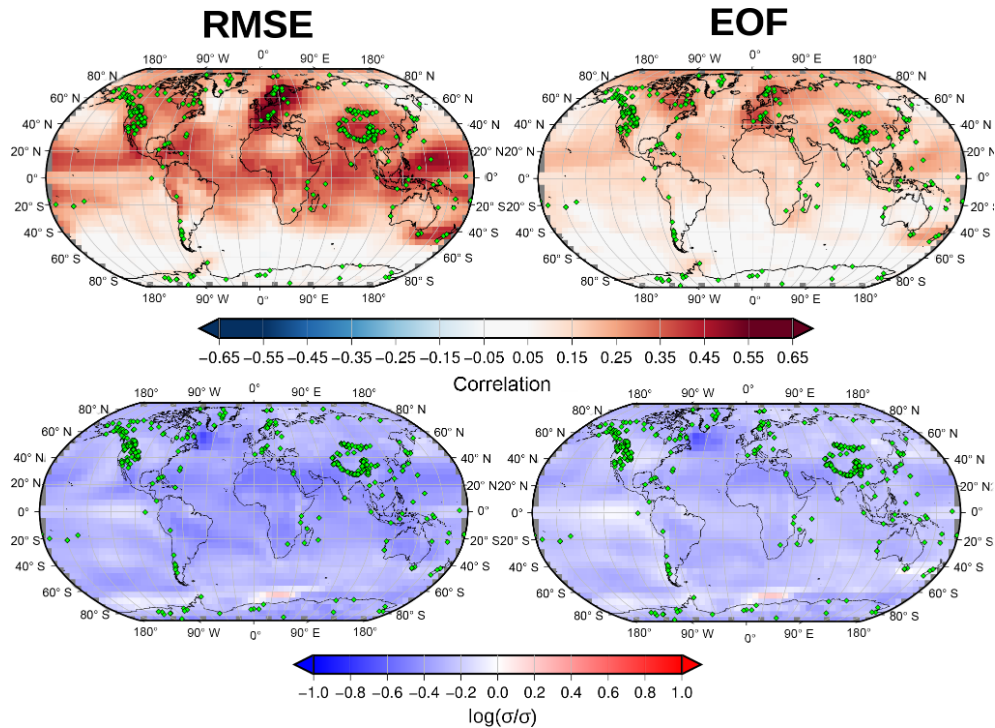 RMSE EOF
180° 90° W 0° 90° E 180° 180° 90° W 0° 90° E 180°
80° N 80° N 80° N 80° N
60° N 60° N 60° N 60° N
40° N 40° N 40° N 40° N
20° N 20° N 20° N 20° N
0° 0° 0° 0°
20° S 20° S 20° S 20° S
40° S 40° S 40° S 40° S
60° S 60° S 60° S 60° S
80° S 80° S 80° S 80° S
180° 90° W 0° 90° E 180° 180° 90° W 0° 90° E 180°
−0.65 −0.55 −0.45 −0.35 −0.25 −0.15 −0.05 0.05 0.15 0.25 0.35 0.45 0.55 0.65
Correlation
180° 90° W 0° 90° E 180° 180° 90° W 0° 90° E 180°
80° N 80° N 80° N 80° N
60° N 60° N 60° N 60° N
40° N 40° N 40° N 40° N
20° N 20° N 20° N 20° N
0° 0° 0° 0°
20° S 20° S 20° S 20° S
40° S 40° S 40° S 40° S
60° S 60° S 60° S 60° S
80° S 80° S 80° S 80° S
180° 90° W 0° 90° E 180° 180° 90° W 0° 90° E 180°
−1.0 −0.8 −0.6 −0.4 −0.2 0.0 0.2 0.4 0.6 0.8 1.0
log(σ/σ)